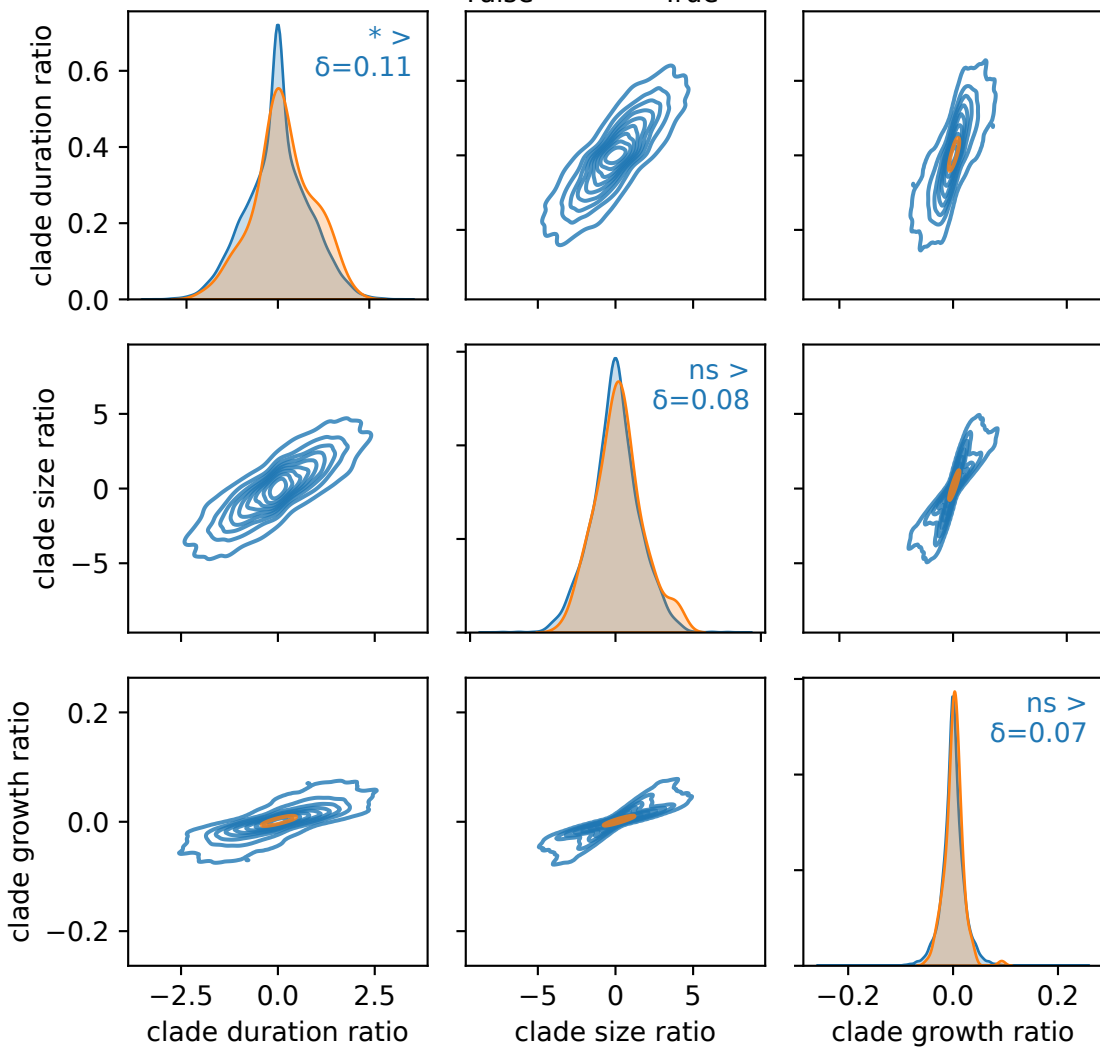 True
clade duration ratio
0.6
0.4
0.2
0.0
* >
δ=0.11
clade size ratio
5
0
−5
ns >
δ=0.08
clade growth ratio
0.2
0.0
−0.2
ns >
δ=0.07
−2.5 0.0 2.5
−5 0 5
−0.2 0.0 0.2
clade duration ratio
clade size ratio
clade growth ratio